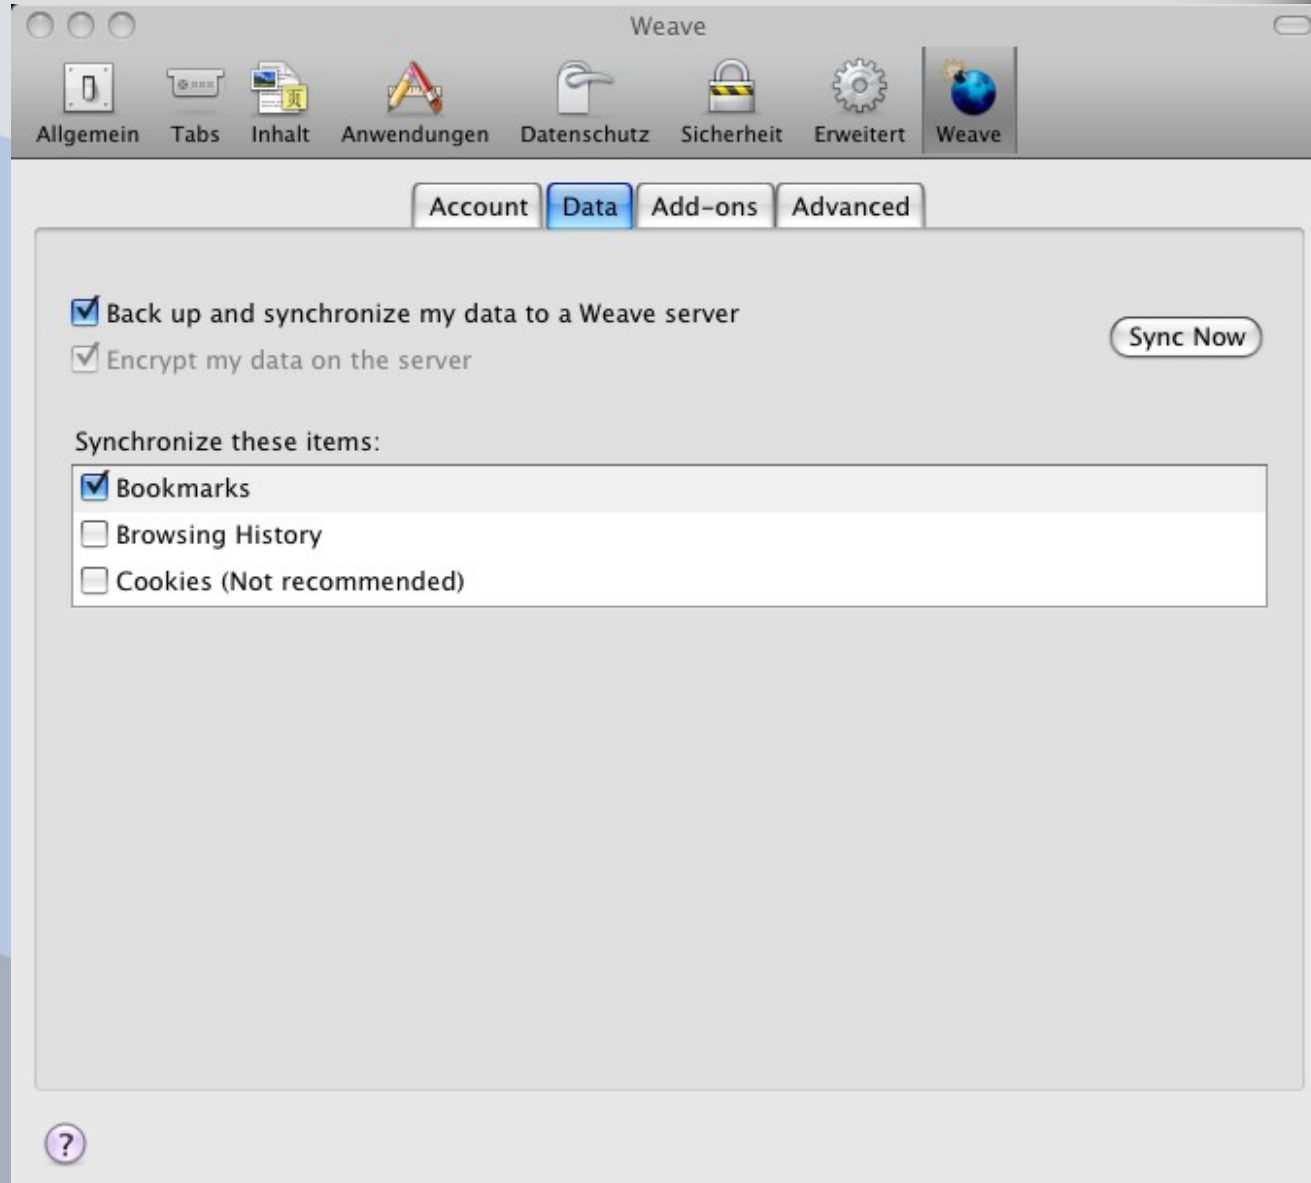 Weave
Allgemein Tabs Inhalt Anwendungen Datenschutz Sicherheit Erweitert Weave
Account Data Add-ons Advanced
Back up and synchronize my data to a Weave server
Sync Now
Encrypt my data on the server
Synchronize these items:
Bookmarks
Browsing History
Cookies (Not recommended)
?